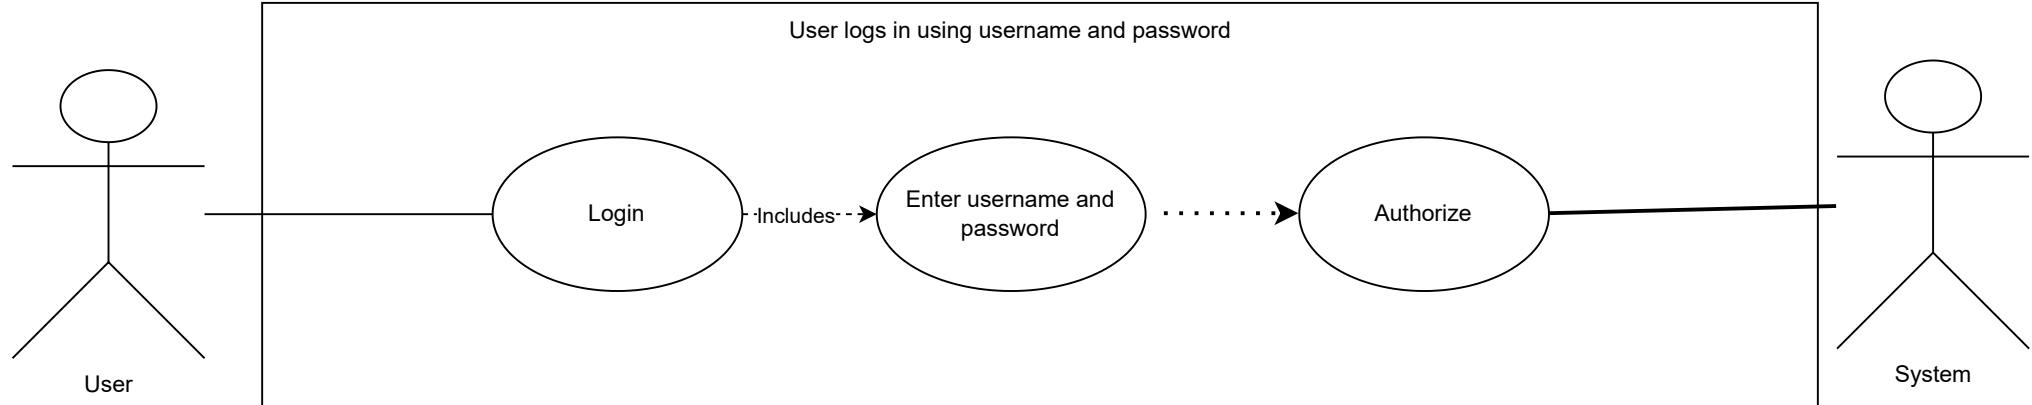 User logs in using username and password
Login
Includes
Enter username and
password
Authorize
User
System